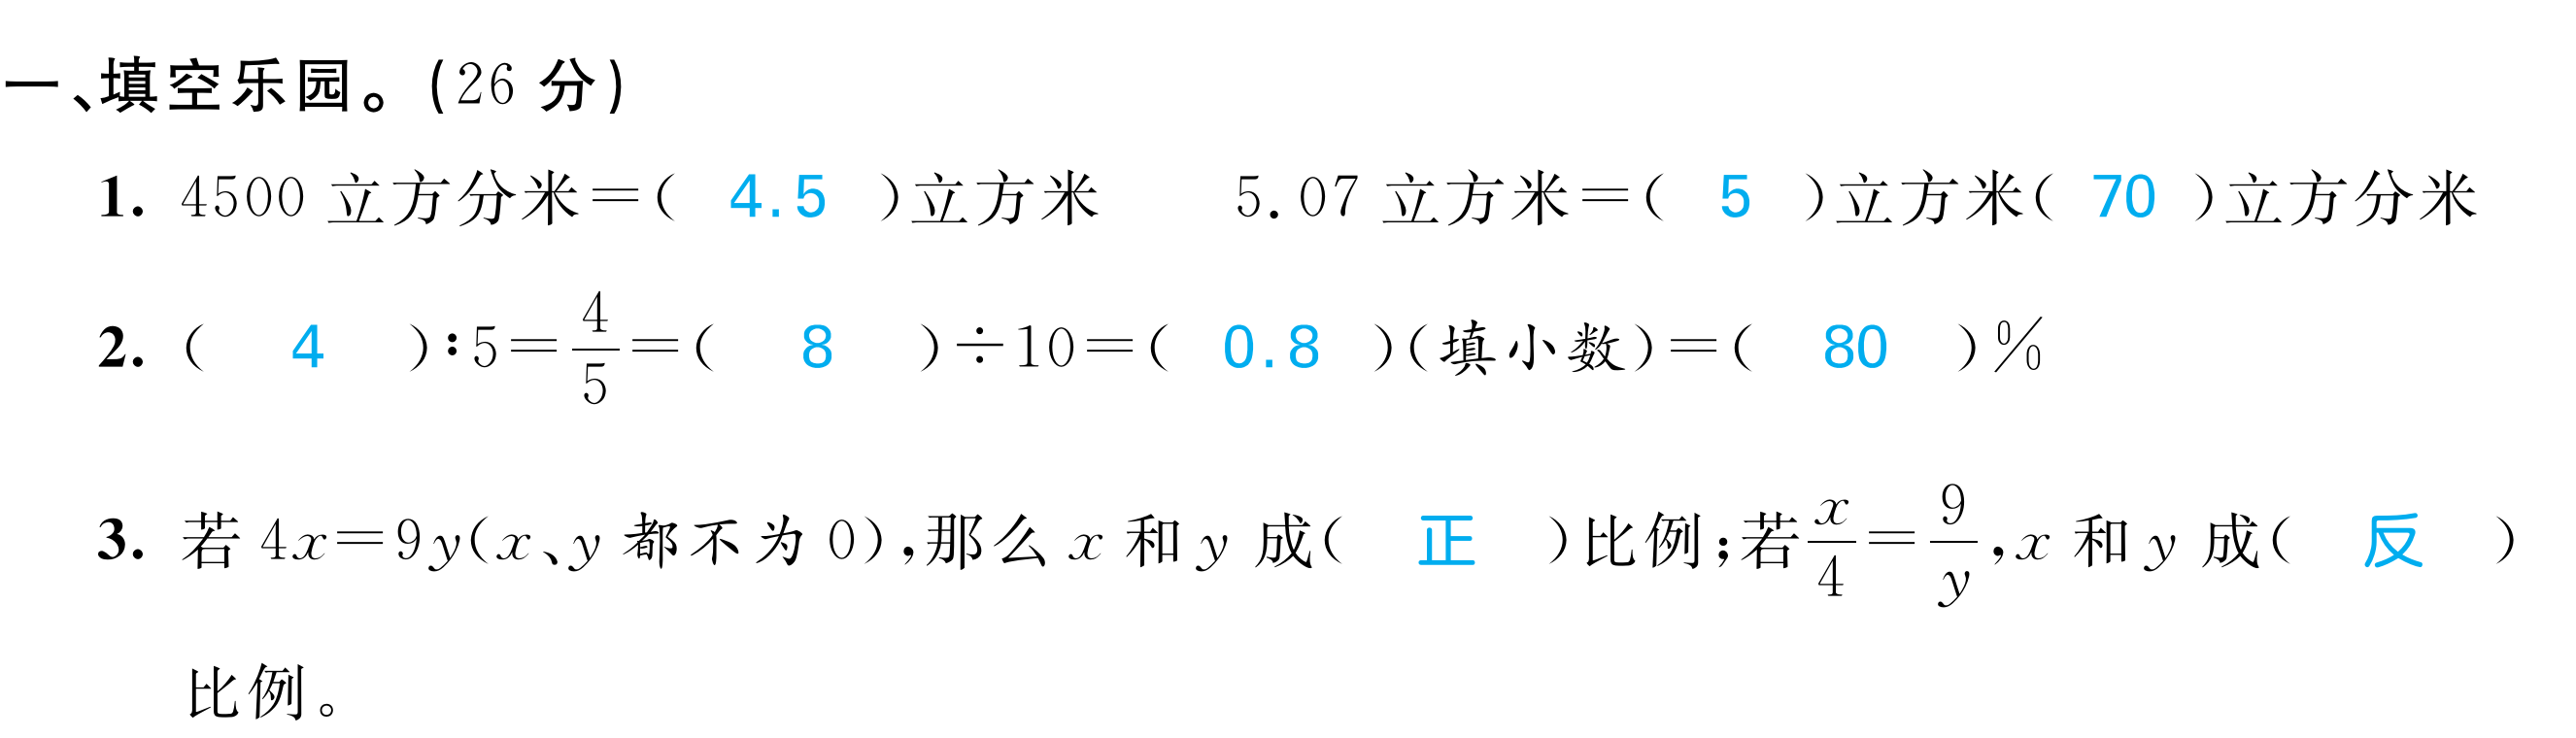 一、填空乐园。(26 分)
1. 4500 立方分米=( 4.5 )立方米 5.07 立方米=( 5 )立方米( 70 )立方分米
2. ( 4 )∶5=4/5=( 8 )÷10=( 0.8 )(填小数)=( 80 )%
3. 若 4x=9y(x、y 都不为 0),那么 x 和 y 成( 正 )比例;若x/4=9/y,x 和 y 成( 反 )
比例。